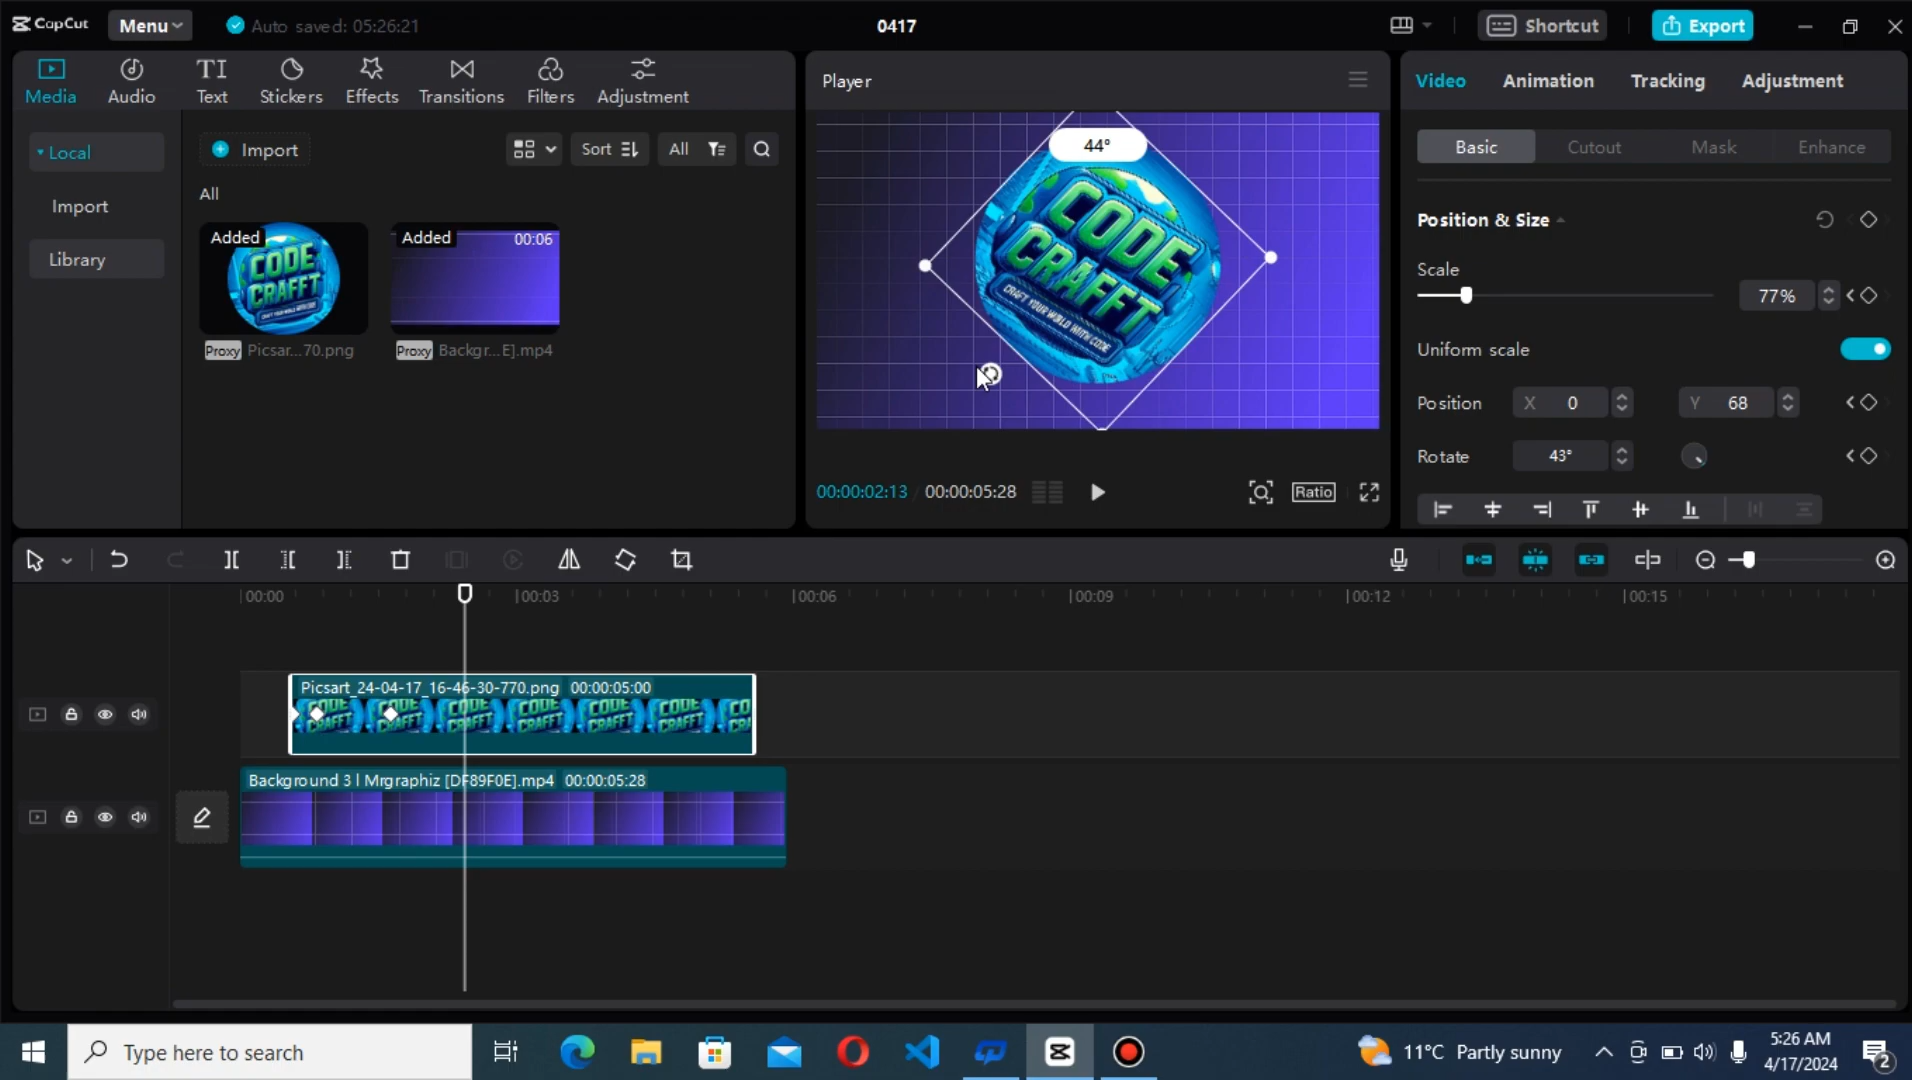 CapCut Menu Auto saved: 05:26:21 0417 Shortcut Export
Media Audio Text Stickers Effects Transitions Filters Adjustment
Local
Import
Library
Import Sort All
All
Added
CODE
CRAFFT
Added 00:06
Proxy Picsar...70.png
Proxy Backgr...E].mp4
Player
44°
CODE
CRAFFT
CRAFT YOUR WORLD WITH CODE
00:00:02:13 00:00:05:28 Ratio
Video Animation Tracking Adjustment
Basic Cutout Mask Enhance
Position & Size
Scale
77%
Uniform scale
Position X 0 Y 68
Rotate 43°
00:00 00:03 00:06 00:09 00:12 00:15
Picsart_24-04-17_16-46-30-770.png 00:00:05:00
Background 3 l Mrgraphiz [DF89F0E].mp4 00:00:05:28
Type here to search
11°C Partly sunny
5:26 AM
4/17/2024
2